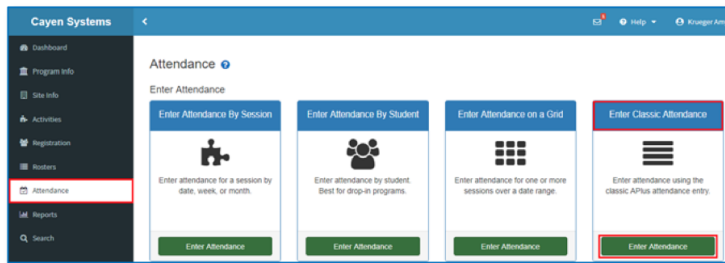 Cayen Systems
Help
Krueger Am
Dashboard
Program Info
Site Info
Activities
Registration
Rosters
Attendance
Reports
Search
Attendance
Enter Attendance
Enter Attendance By Session
Enter attendance for a session by
date, week, or month.
Enter Attendance
Enter Attendance By Student
Enter attendance by student.
Best for drop-in programs.
Enter Attendance
Enter Attendance on a Grid
Enter attendance for one or more
sessions over a date range.
Enter Attendance
Enter Classic Attendance
Enter attendance using the
classic APlus attendance entry.
Enter Attendance